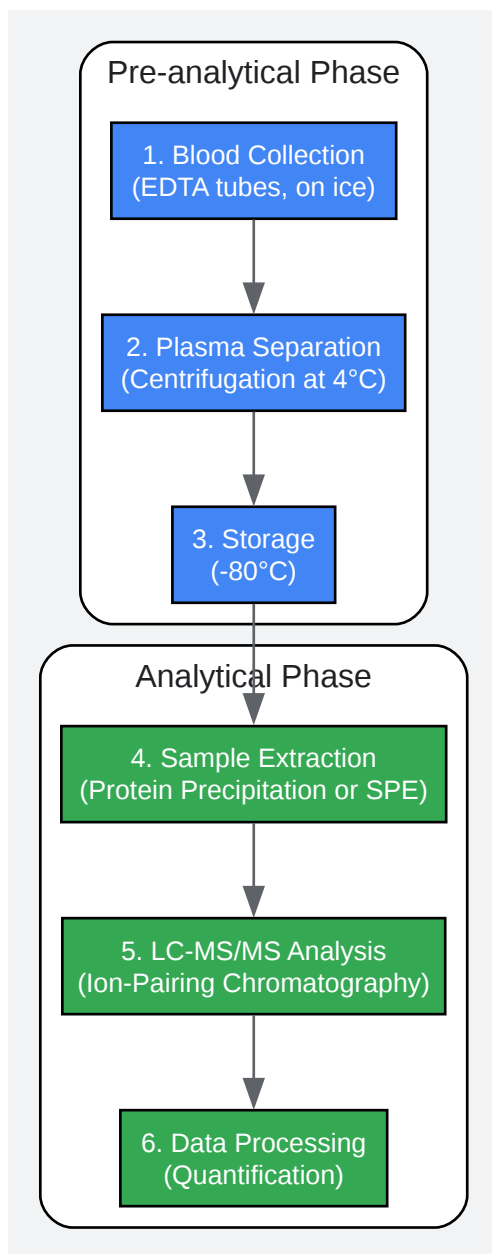 Pre-analytical Phase
1. Blood Collection
(EDTA tubes, on ice)
2. Plasma Separation
(Centrifugation at 4°C)
3. Storage
(-80°C)
Analytical Phase
4. Sample Extraction
(Protein Precipitation or SPE)
5. LC-MS/MS Analysis
(Ion-Pairing Chromatography)
6. Data Processing
(Quantification)